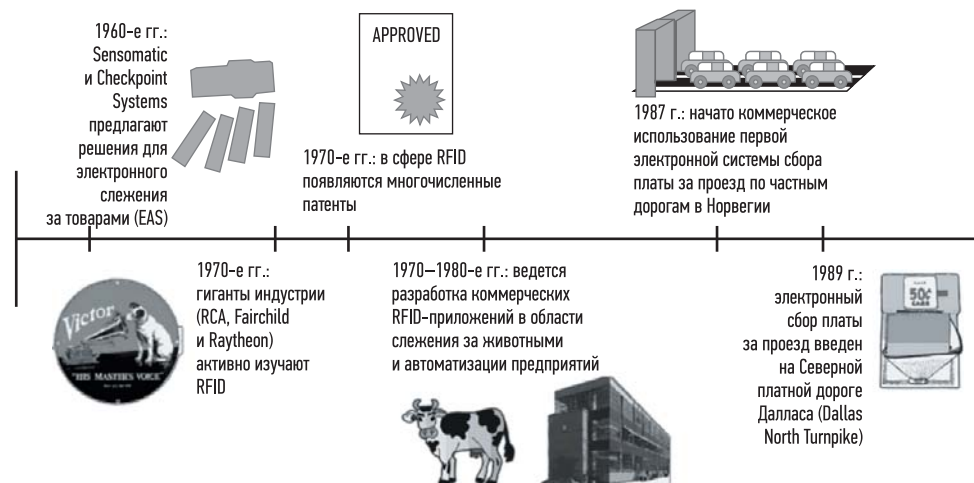 1960-е гг.:
Sensomatic
и Checkpoint
Systems
предлагают
решения для
электронного
слежения
за товарами (EAS)
APPROVED
1970-е гг.: в сфере RFID
появляются многочисленные
патенты
1987 г.: начато коммерческое
использование первой
электронной системы сбора
платы за проезд по частным
дорогам в Норвегии
Victor
"HIS MASTER'S VOICE"
1970-е гг.:
гиганты индустрии
(RCA, Fairchild
и Raytheon)
активно изучают
RFID
1970–1980-е гг.: ведется
разработка коммерческих
RFID-приложений в области
слежения за животными
и автоматизации предприятий
1989 г.:
электронный
сбор платы
за проезд введен
на Северной
платной дороге
Далласа (Dallas
North Turnpike)
50¢
CARS